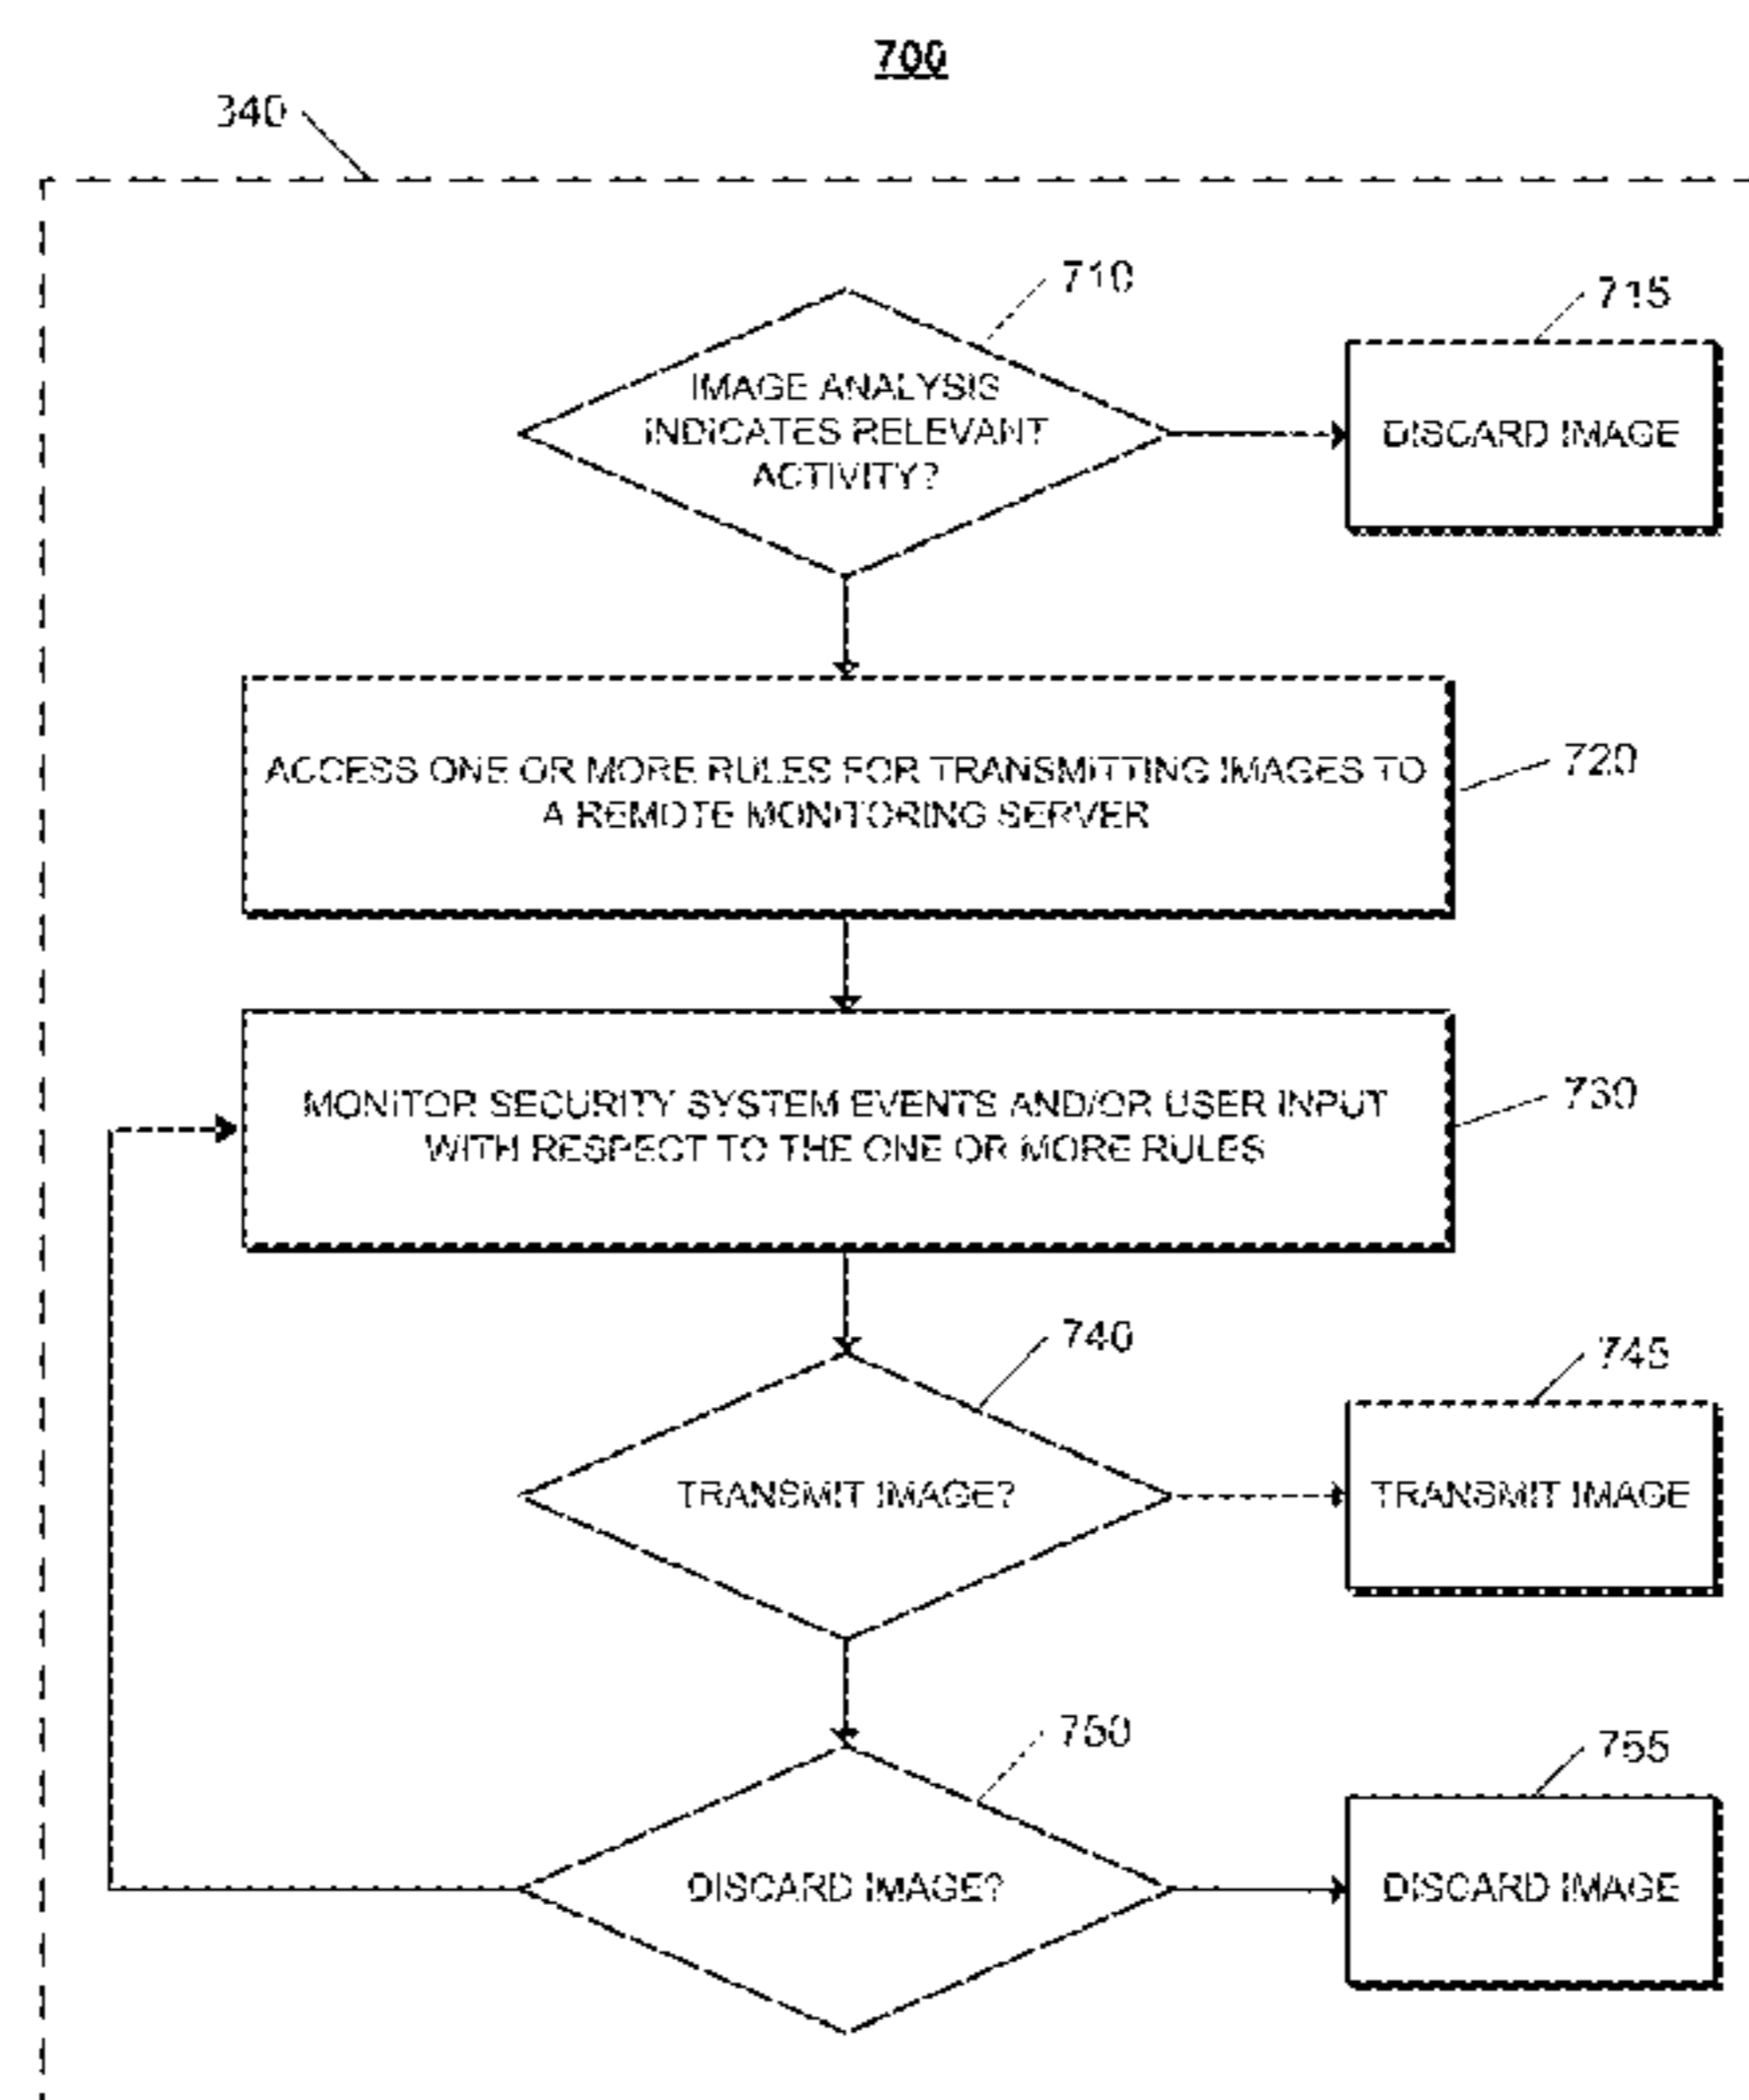 700
340
710
715
IMAGE ANALYSIS
INDICATES RELEVANT
ACTIVITY?
DISCARD IMAGE
720
ACCESS ONE OR MORE RULES FOR TRANSMITTING IMAGES TO
A REMOTE MONITORING SERVER
730
MONITOR SECURITY SYSTEM EVENTS AND/OR USER INPUT
WITH RESPECT TO THE ONE OR MORE RULES
740
745
TRANSMIT IMAGE?
TRANSMIT IMAGE
750
755
DISCARD IMAGE?
DISCARD IMAGE